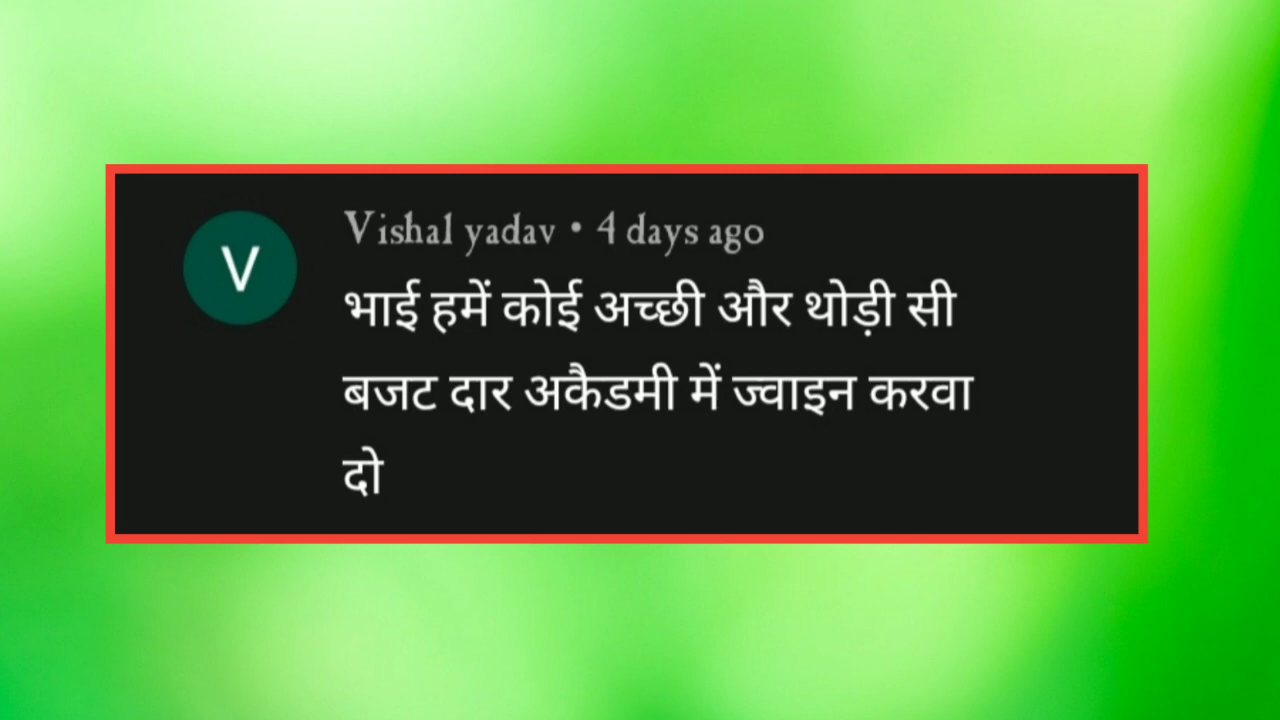 V
Vishal yadav • 4 days ago
भाई हमें कोई अच्छी और थोड़ी सी
बजट दार अकैडमी में ज्वाइन करवा
दो